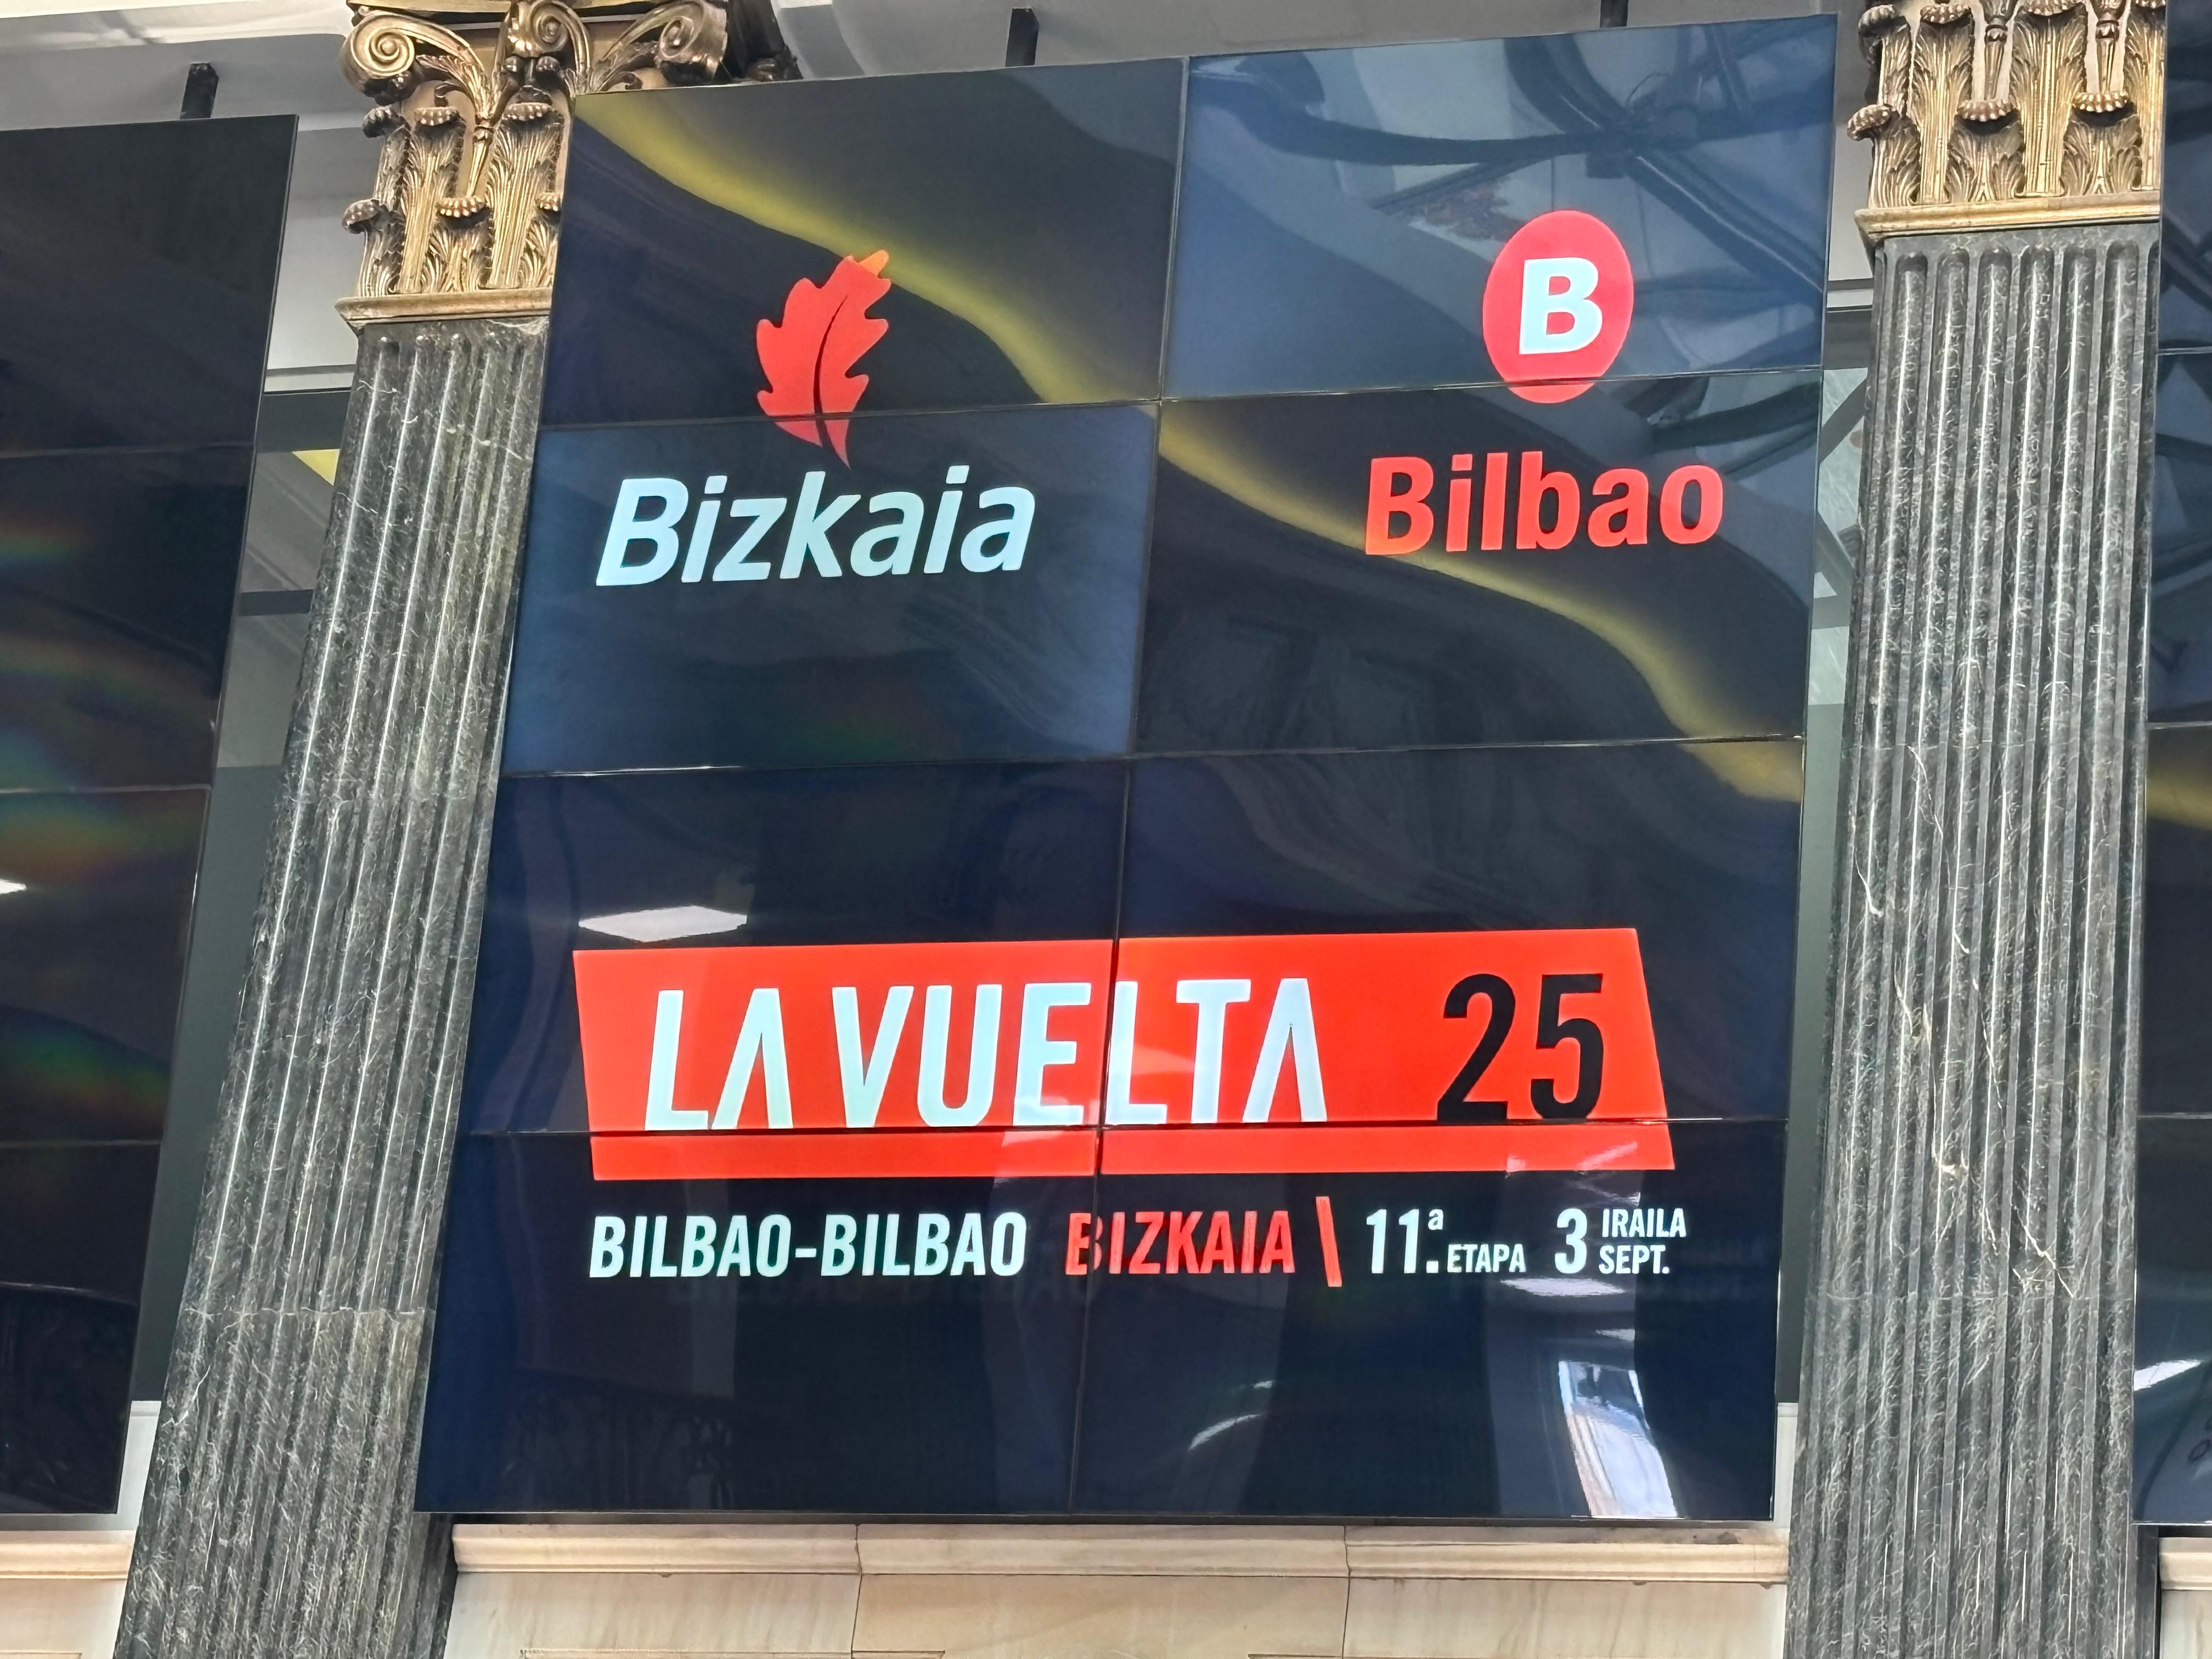 Bizkaia
B
Bilbao
LA VUELTA 25
BILBAO-BILBAO BIZKAIA \ 11.ª ETAPA 3 IRAILA
SEPT.